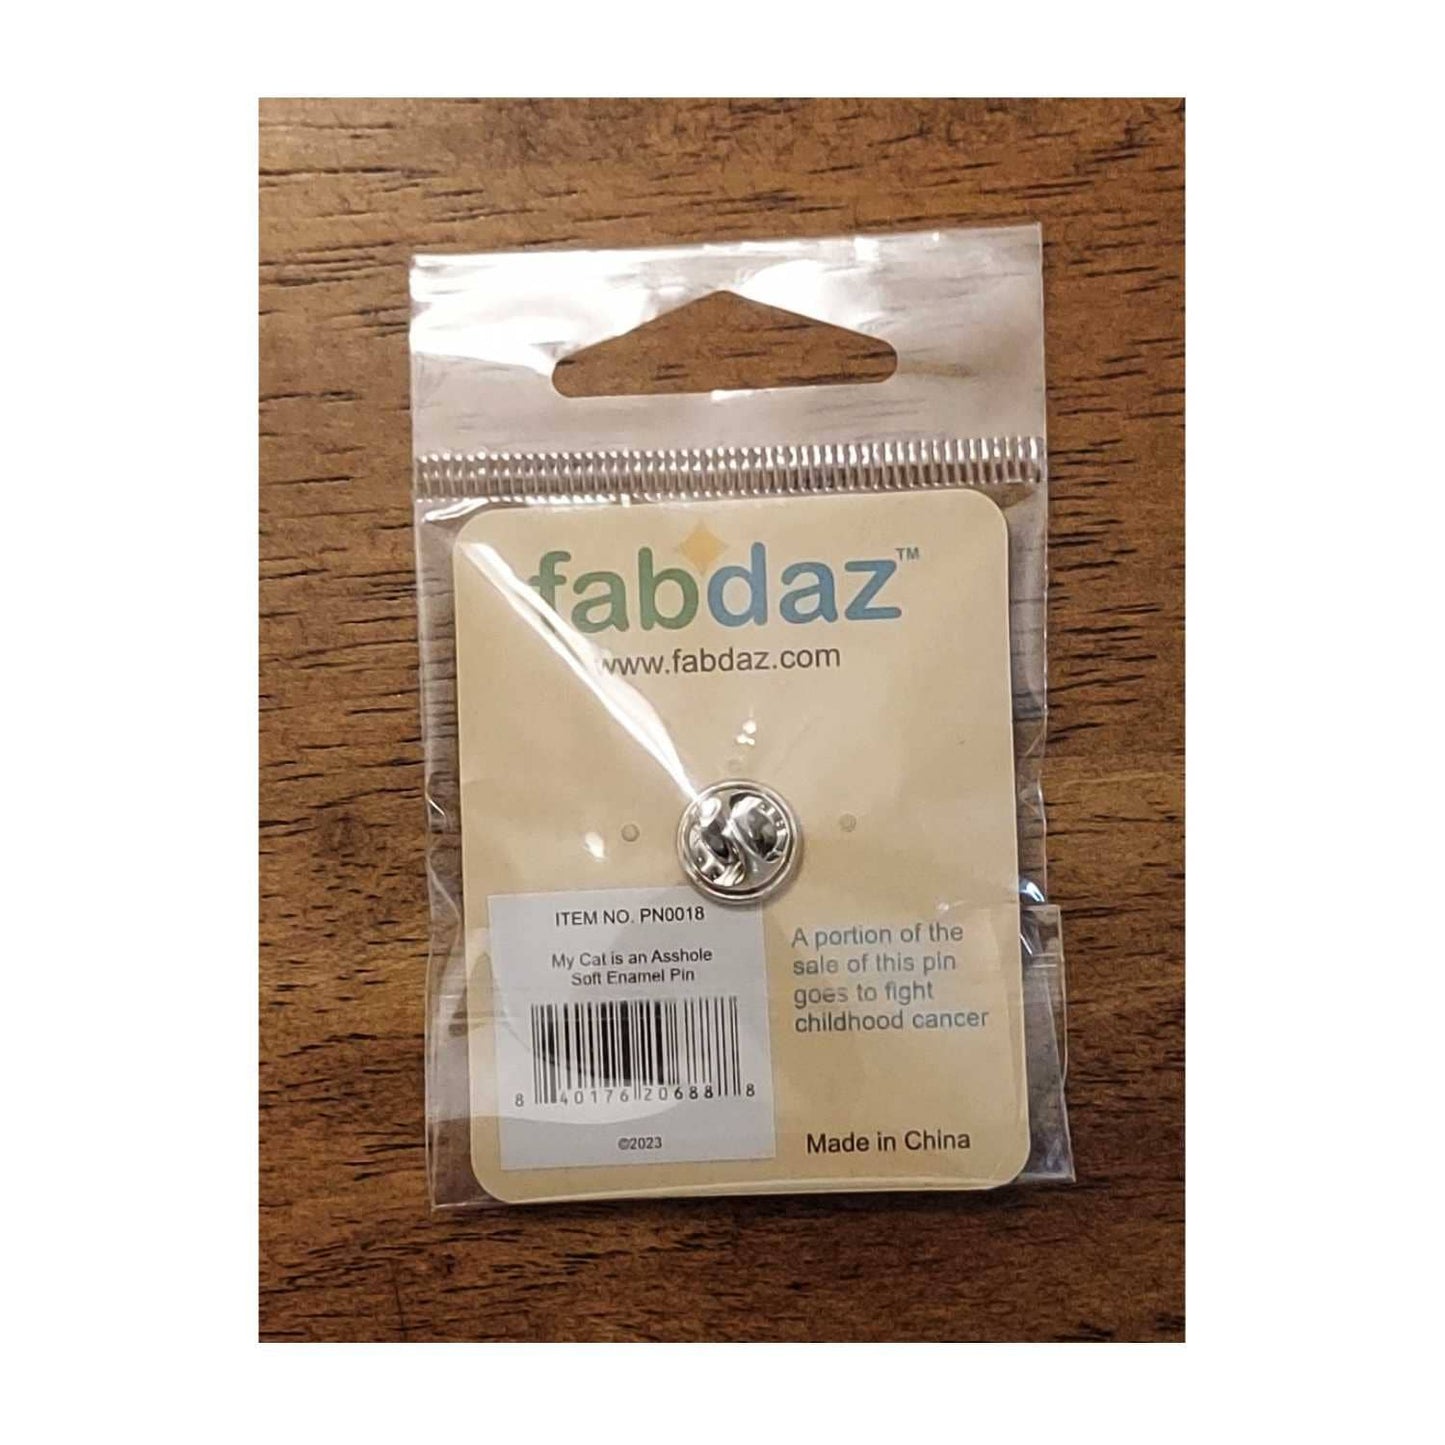 fabdaz™
www.fabdaz.com
ITEM NO. PN0018
My Cat is an Asshole
Soft Enamel Pin
8 40176 20688 8
©2023
A portion of the
sale of this pin
goes to fight
childhood cancer
Made in China